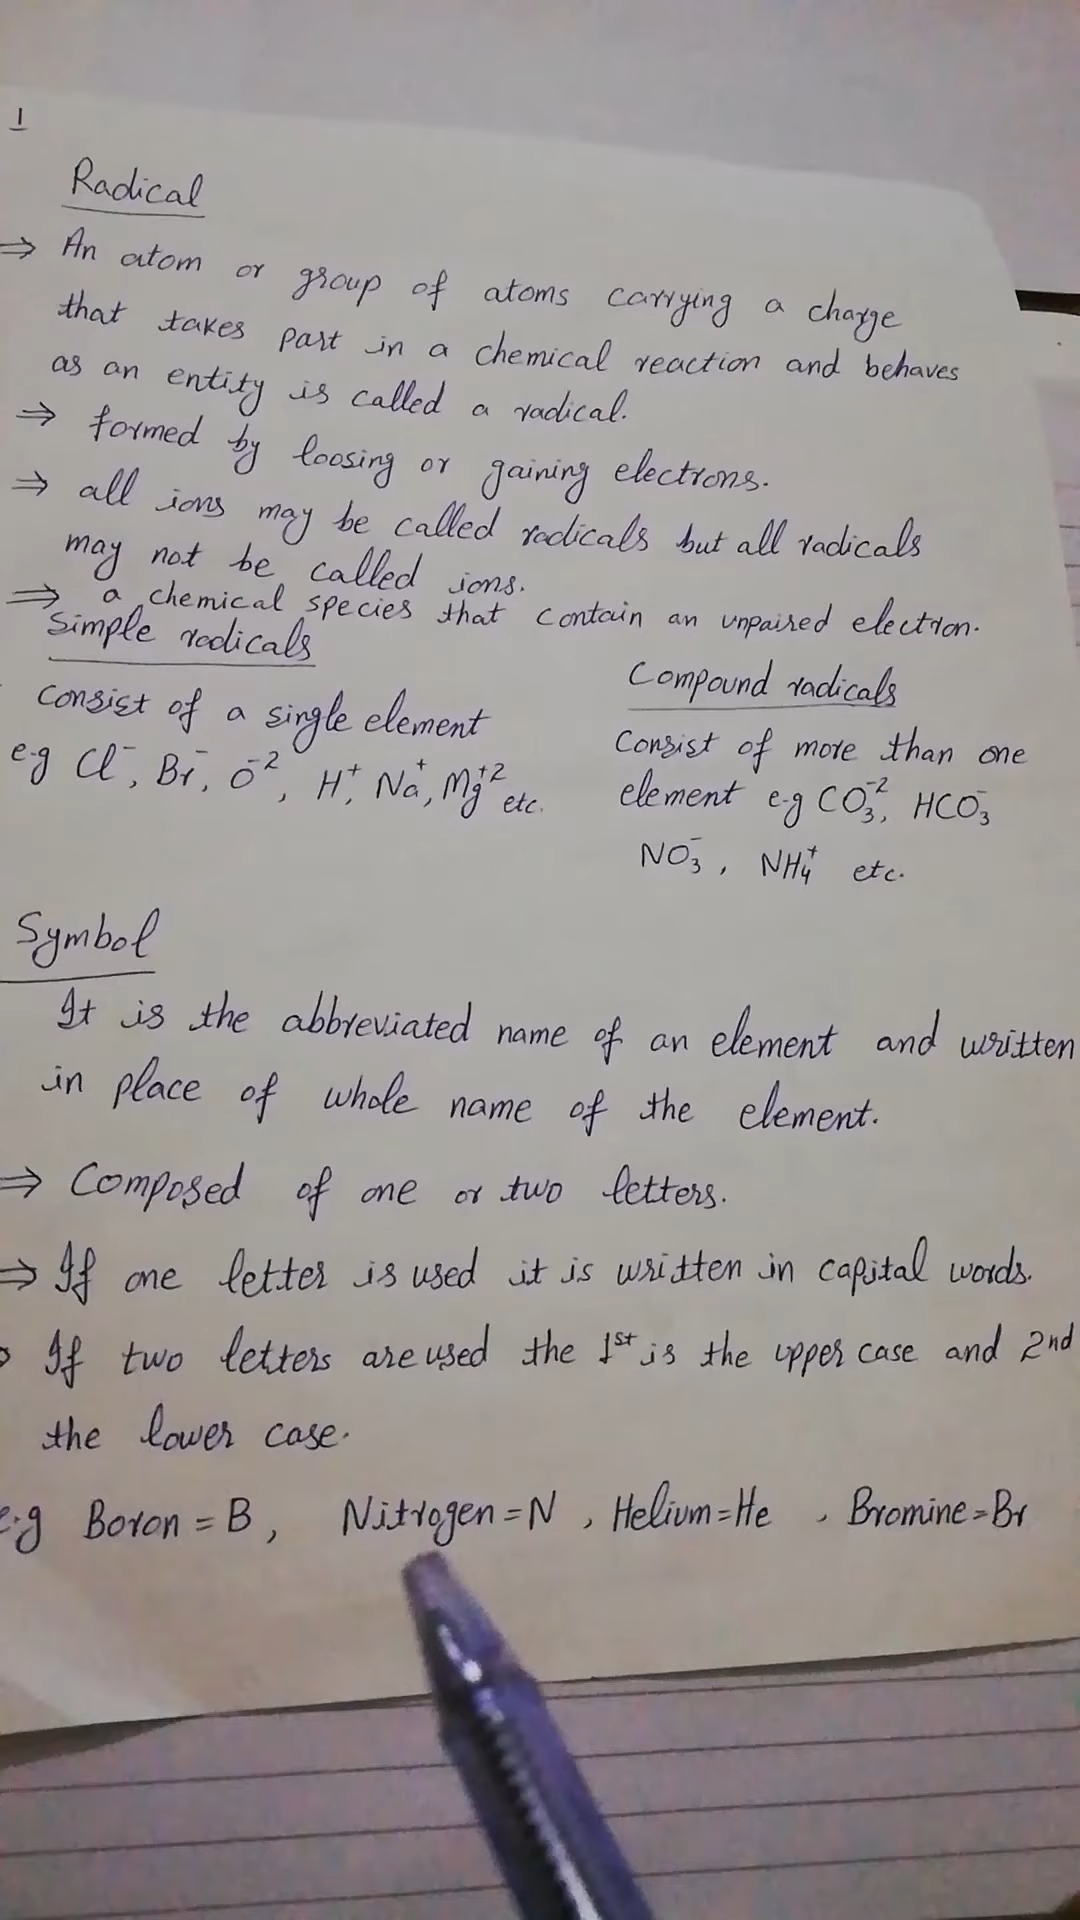 1
Radical
⇒ An atom or group of atoms carrying a charge
that takes part in a chemical reaction and behaves
as an entity is called a radical.
⇒ formed by loosing or gaining electrons.
⇒ all ions may be called radicals but all radicals
may not be called ions.
⇒ a chemical species that contain an unpaired electron.
Simple radicals
Consist of a single element
e.g Cl⁻, Br⁻, O⁻², H⁺, Na⁺, Mg⁺² etc.
Compound radicals
Consist of more than one
element e.g CO₃⁻², HCO₃⁻
NO₃⁻, NH₄⁺ etc.
Symbol
It is the abbreviated name of an element and written
in place of whole name of the element.
⇒ Composed of one or two letters.
⇒ If one letter is used it is written in capital words.
If two letters are used the 1st is the upper case and 2nd
the lower case.
e.g Boron = B, Nitrogen = N, Helium = He, Bromine = Br